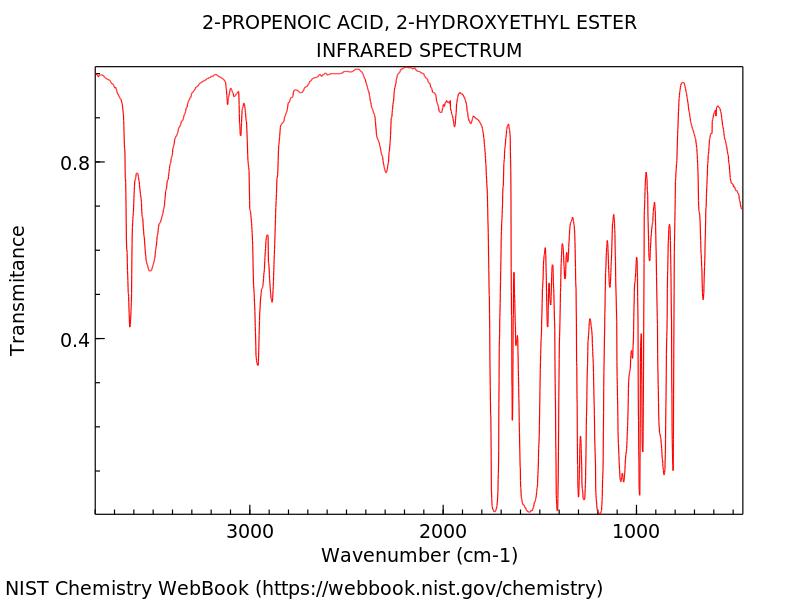 2-PROPENOIC ACID, 2-HYDROXYETHYL ESTER
INFRARED SPECTRUM
Transmitance
0.8
0.4
3000
2000
1000
Wavenumber (cm-1)
NIST Chemistry WebBook (https://webbook.nist.gov/chemistry)